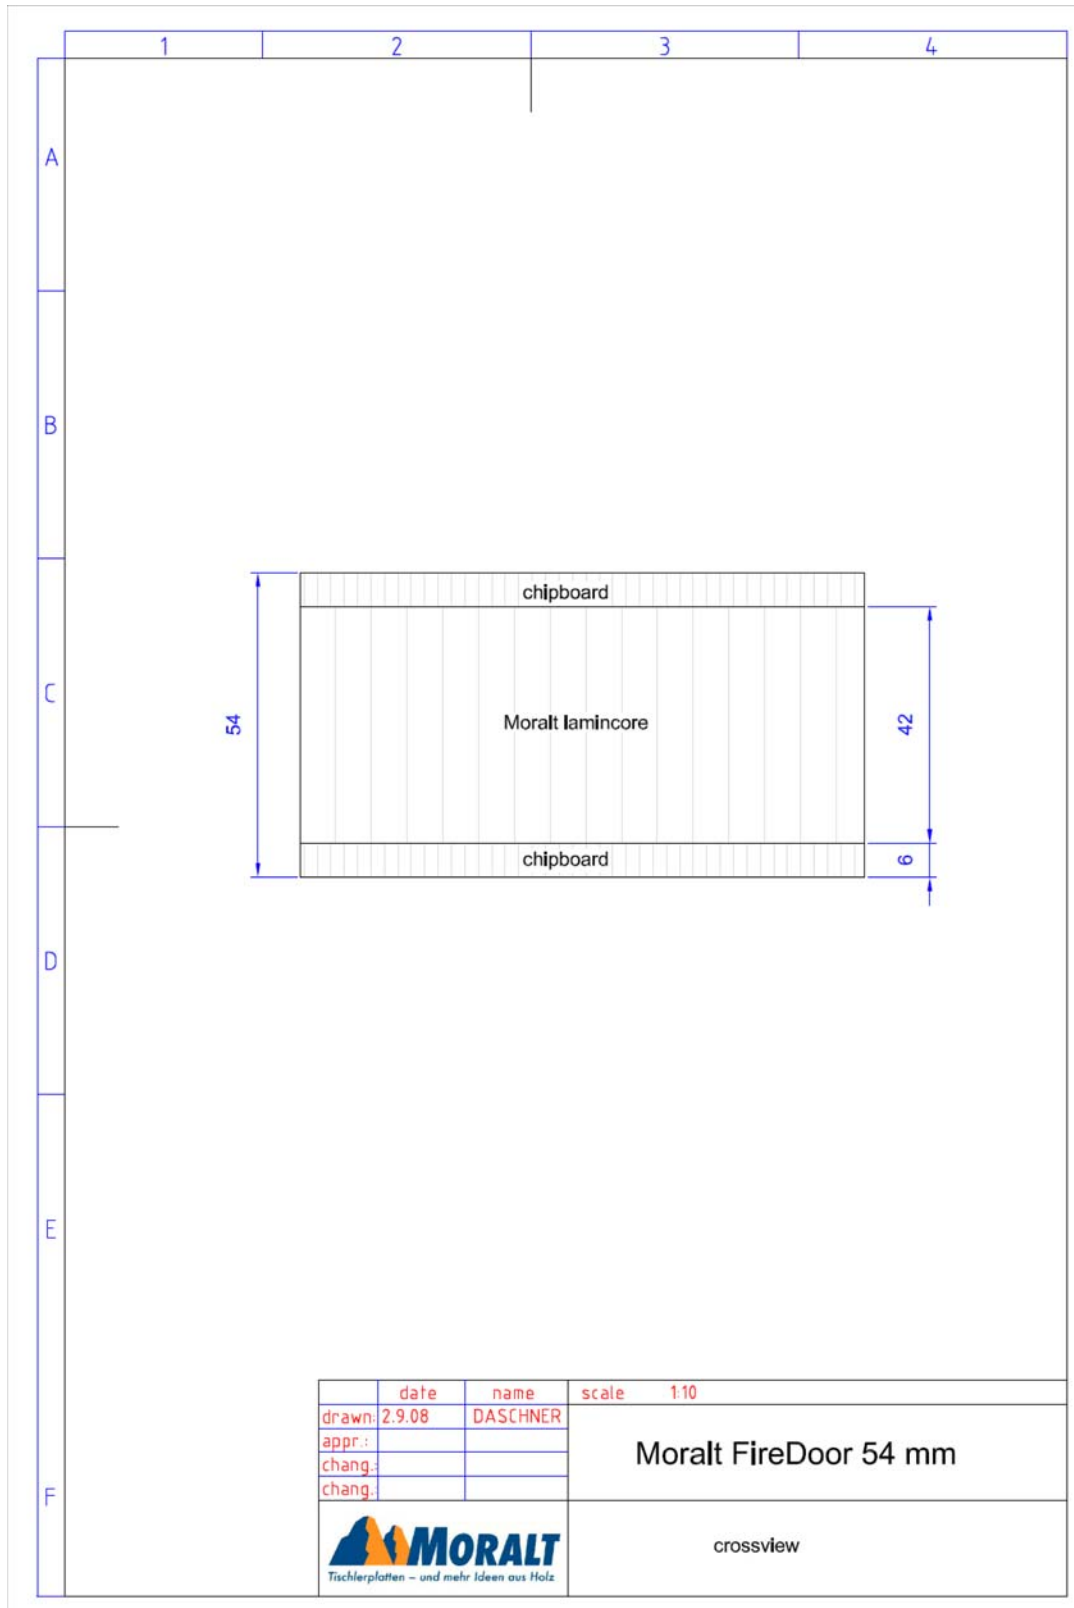 1 2 3 4
A
B
C
D
E
F
chipboard
Moralt lamincore
chipboard
54
42
6
date name scale 1:10
drawn: 2.9.08 DASCHNER
appr.:
chang.:
chang.:
Moralt FireDoor 54 mm
MORALT
Tischlerplatten – und mehr Ideen aus Holz
crossview